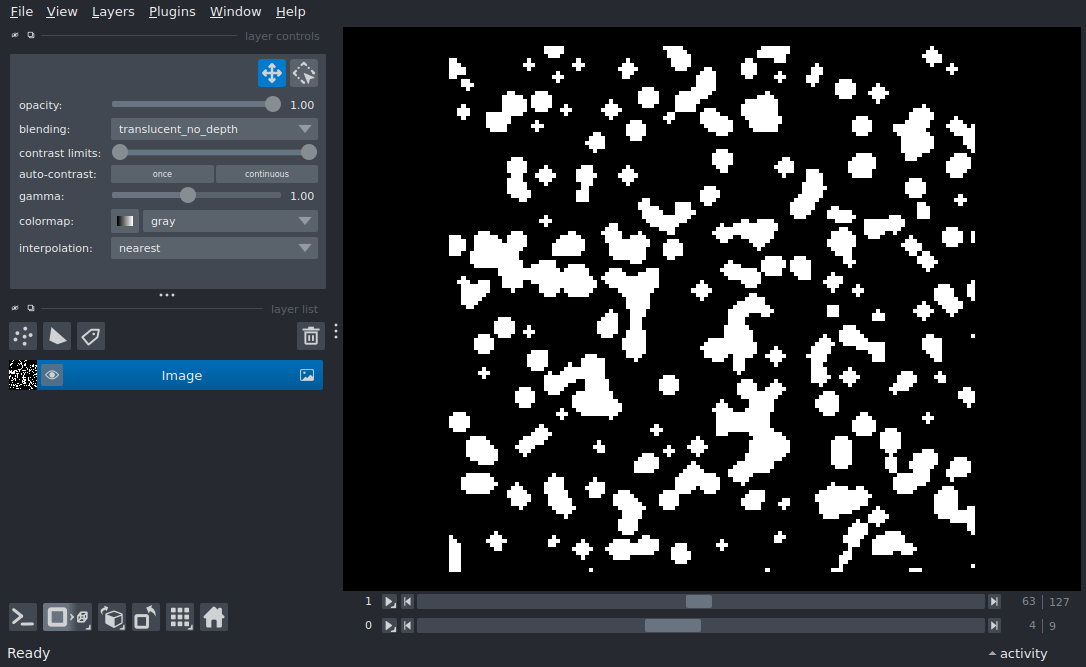 File View Layers Plugins Window Help
layer controls
opacity: 1.00
blending: translucent_no_depth
contrast limits:
auto-contrast: once continuous
gamma: 1.00
colormap: gray
interpolation: nearest
layer list
Image
1 63 127
0 4 9
Ready activity